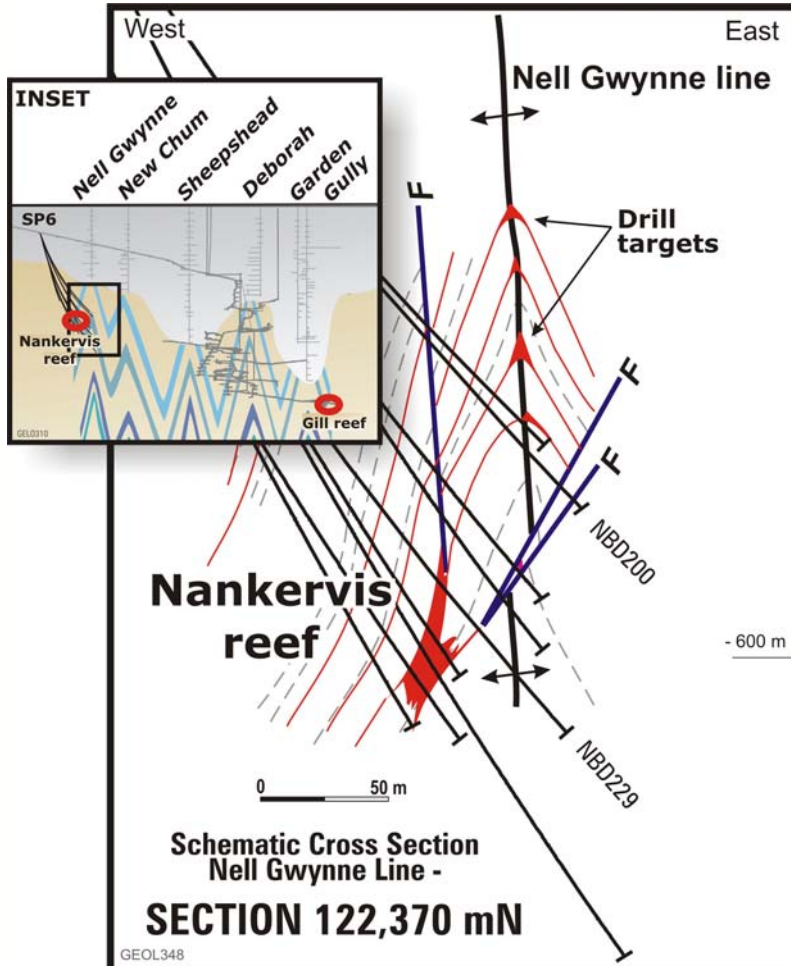 West
East
INSET
Nell Gwynne
New Chum
Sheepshead
Deborah
Garden
Gully
SP6
Nankervis
reef
Gill reef
GEL0310
Nell Gwynne line
F
Drill
targets
F
F
NBD200
Nankervis
reef
- 600 m
NBD229
0 50 m
Schematic Cross Section
Nell Gwynne Line -
SECTION 122,370 mN
GEOL348